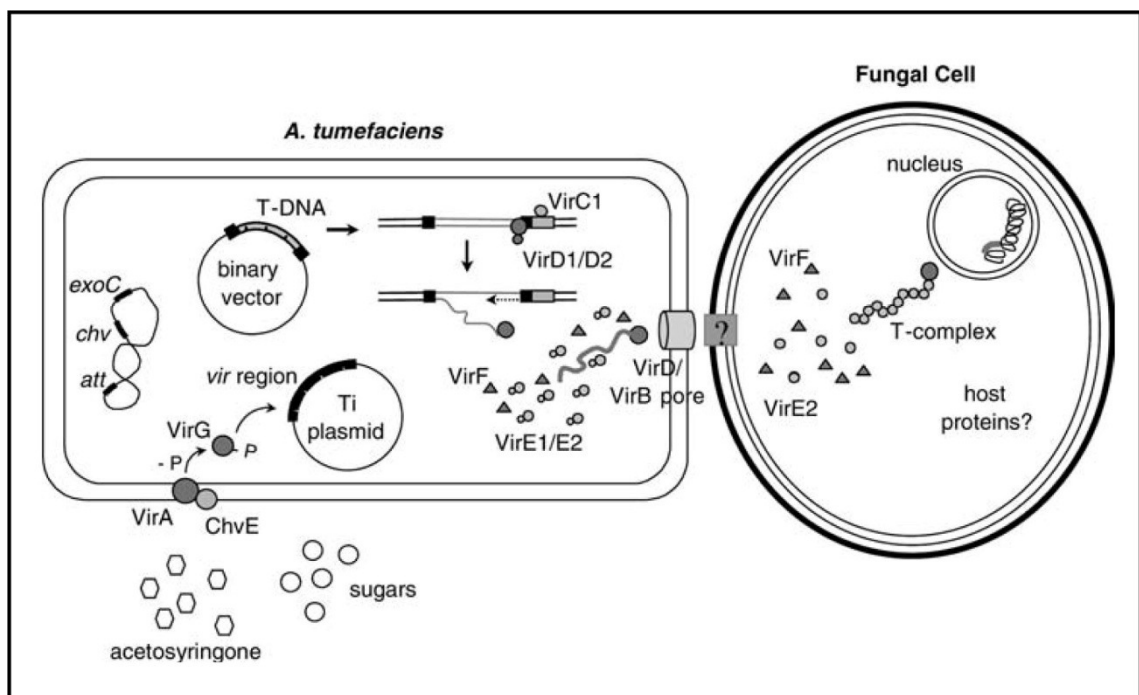 Fungal Cell
A. tumefaciens
nucleus
T-DNA
VirC1
VirD1/D2
binary
vector
exoC
chv
att
VirF
T-complex
?
vir region
VirF
VirD/
VirB pore
Ti
plasmid
VirE2
host
proteins?
VirG
- P
- P
VirE1/E2
VirA
ChvE
sugars
acetosyringone